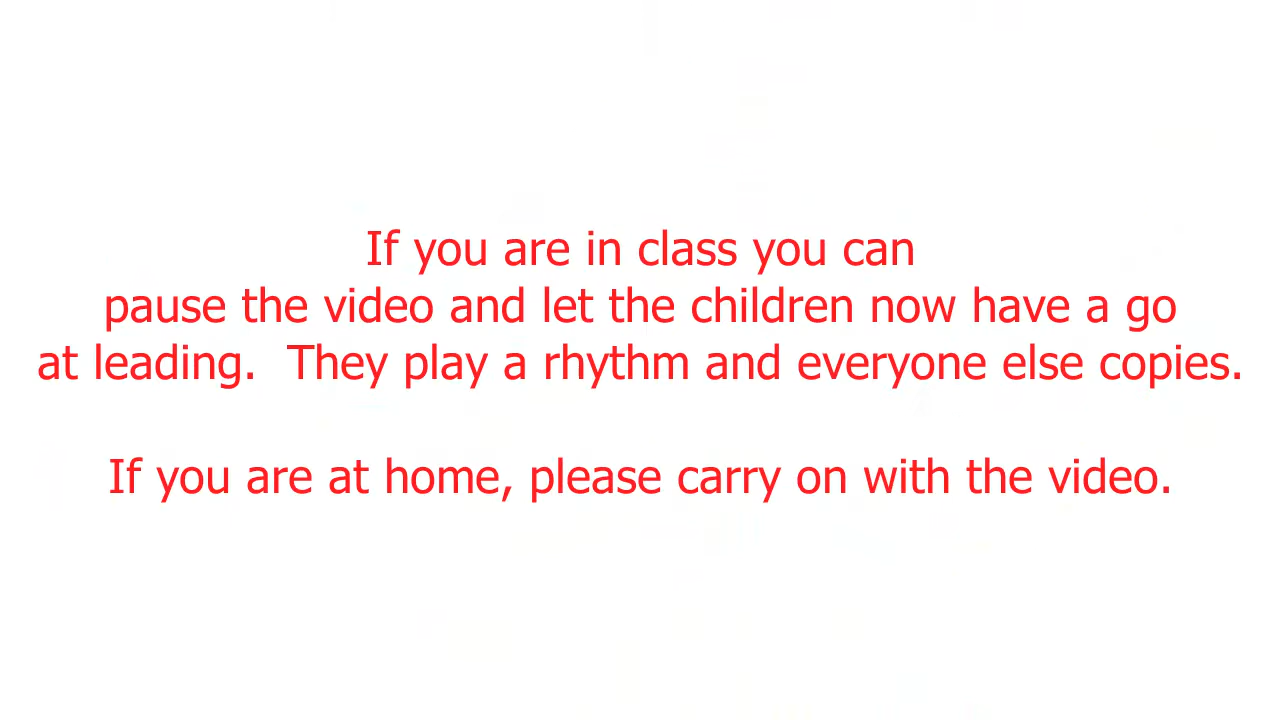 If you are in class you can
pause the video and let the children now have a go
at leading.  They play a rhythm and everyone else copies.
If you are at home, please carry on with the video.